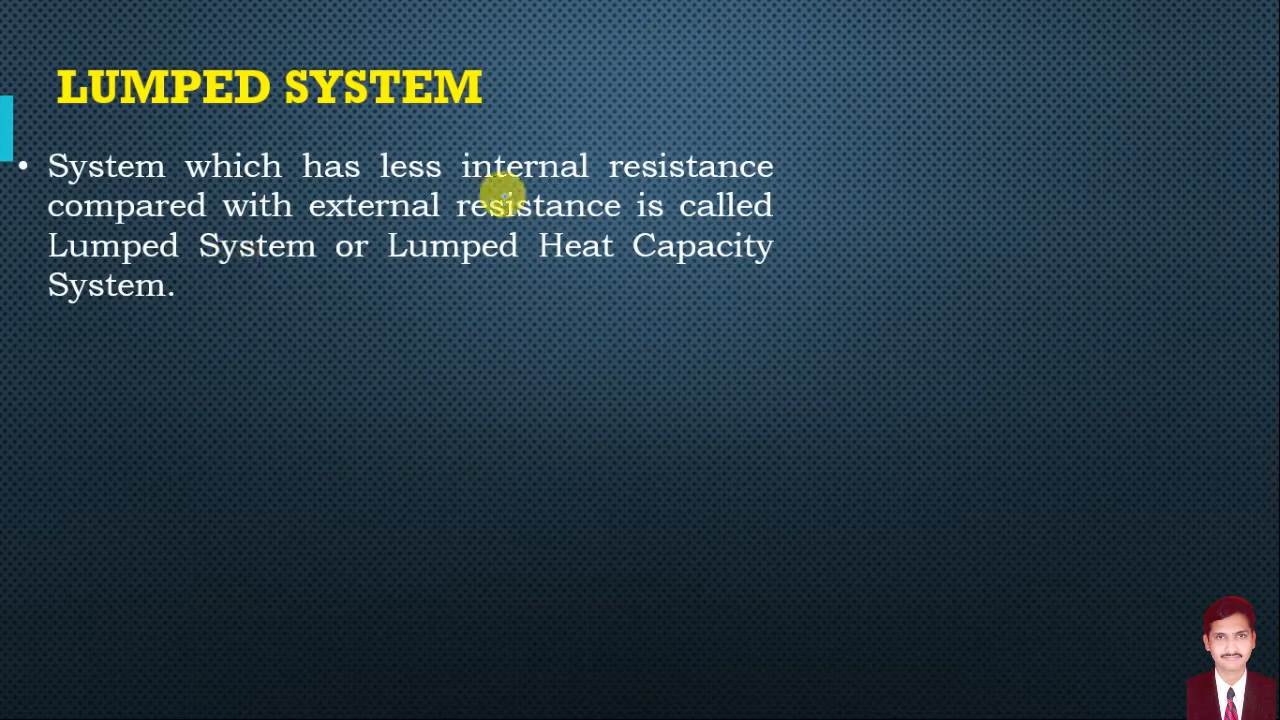 LUMPED SYSTEM
• System which has less internal resistance
compared with external resistance is called
Lumped System or Lumped Heat Capacity
System.